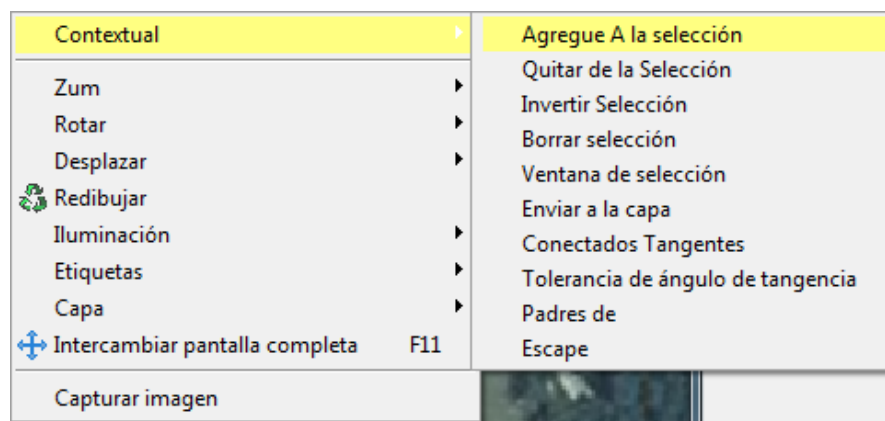 Contextual
Zum
Rotar
Desplazar
Redibujar
Iluminación
Etiquetas
Capa
Intercambiar pantalla completa F11
Capturar imagen
Agregue A la selección
Quitar de la Selección
Invertir Selección
Borrar selección
Ventana de selección
Enviar a la capa
Conectados Tangentes
Tolerancia de ángulo de tangencia
Padres de
Escape